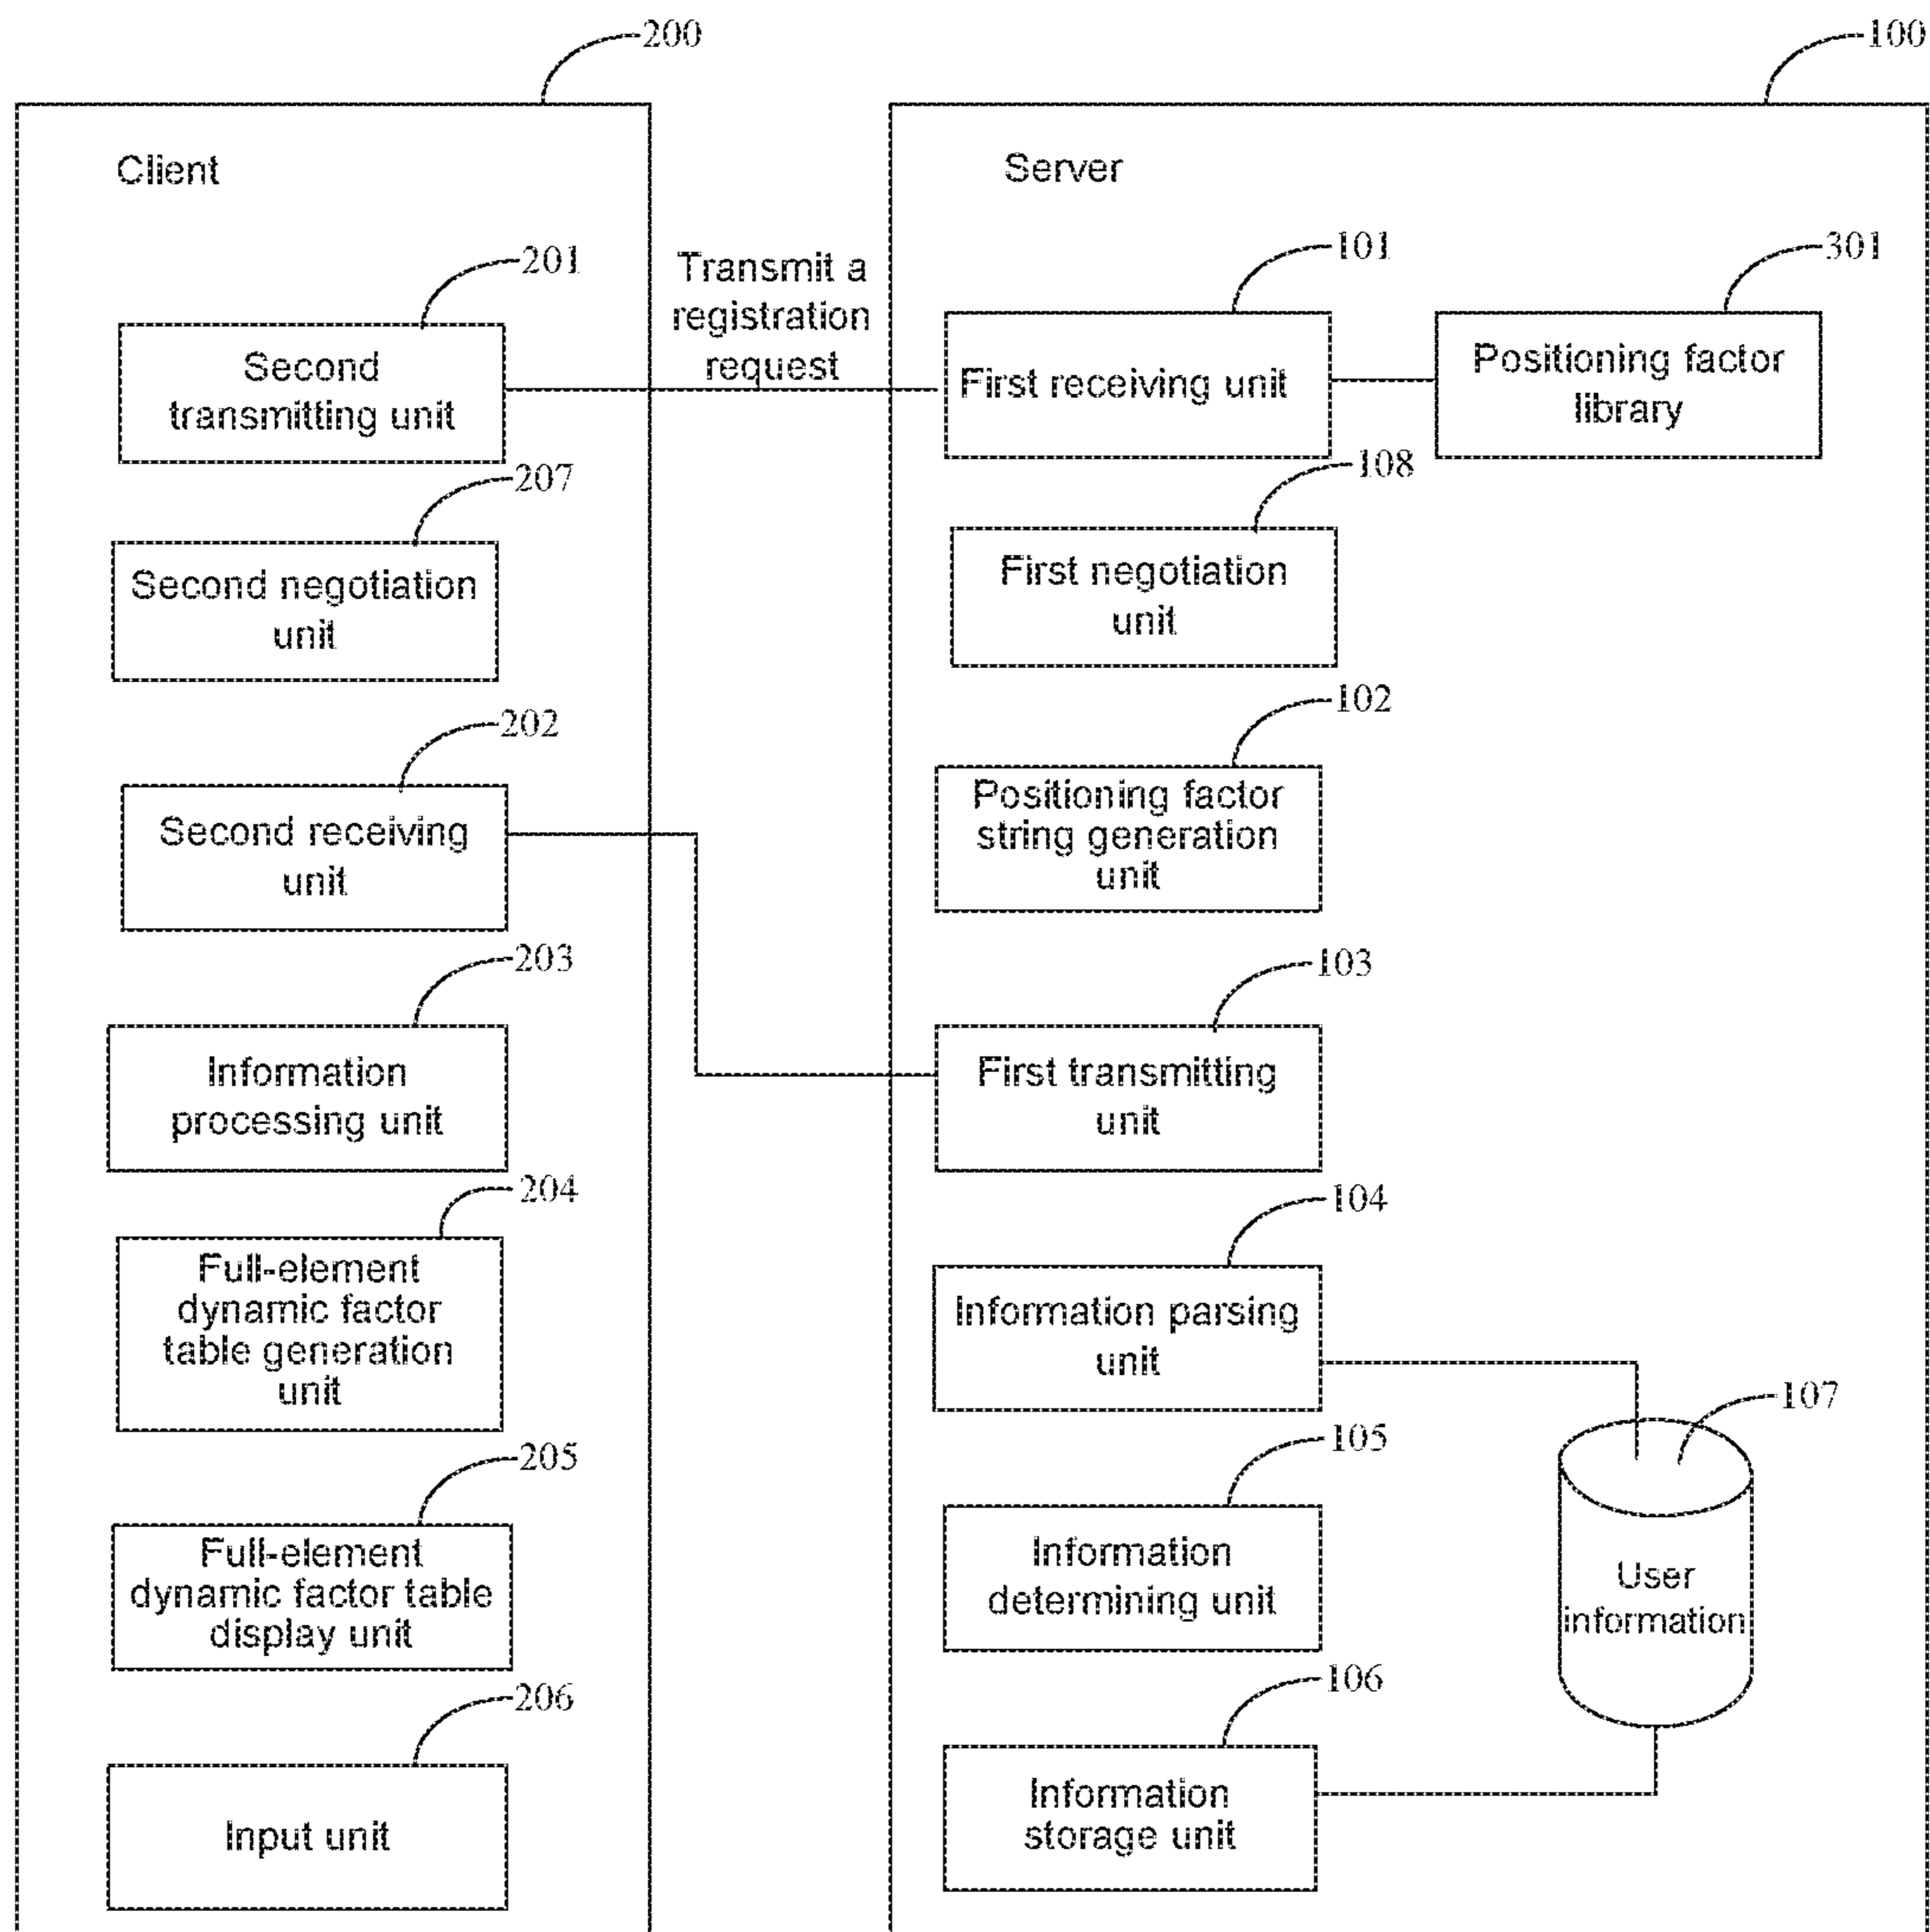 200
100
Client
Server
201
Transmit a
registration
request
101
301
Second
transmitting unit
First receiving unit
Positioning factor
library
207
108
Second negotiation
unit
First negotiation
unit
202
102
Second receiving
unit
Positioning factor
string generation
unit
203
103
Information
processing unit
First transmitting
unit
204
104
Full-element
dynamic factor
table generation
unit
Information parsing
unit
107
205
105
Full-element
dynamic factor table
display unit
Information
determining unit
User
information
206
106
Input unit
Information
storage unit